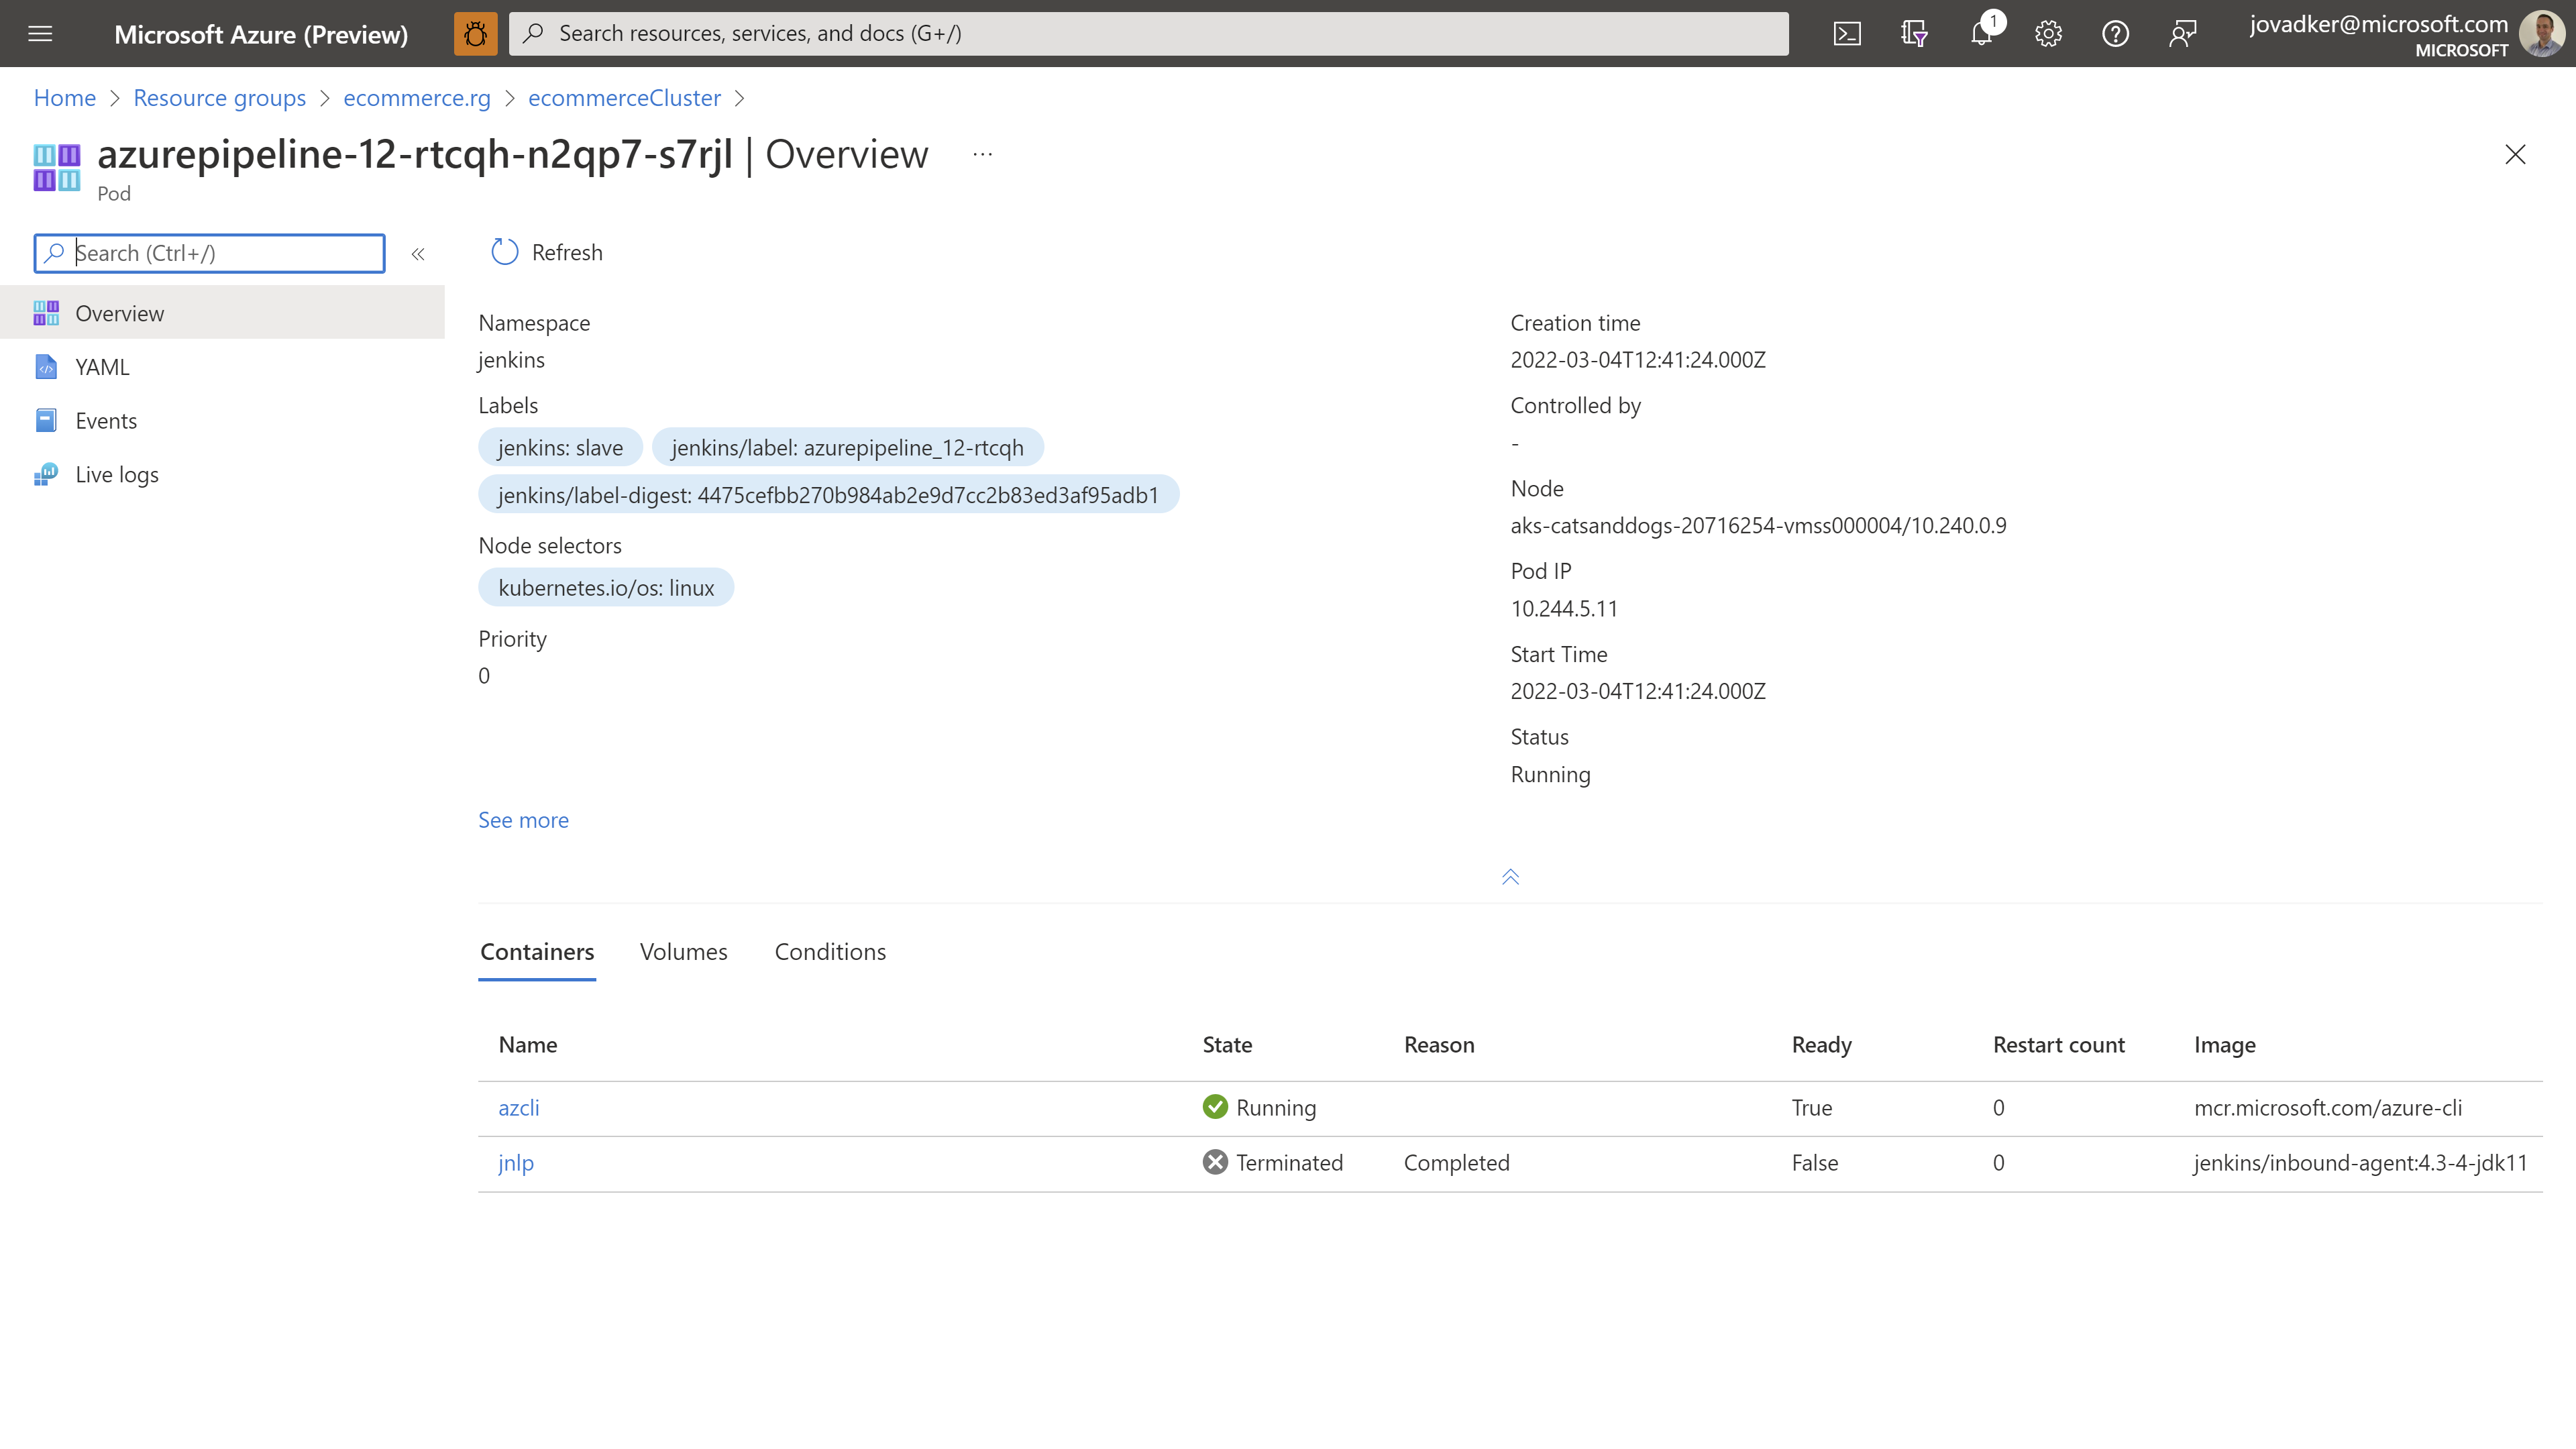 Microsoft Azure (Preview)
Search resources, services, and docs (G+/)
1
jovadker@microsoft.com
MICROSOFT
Home > Resource groups > ecommerce.rg > ecommerceCluster >
azurepipeline-12-rtcqh-n2qp7-s7rjl | Overview ...
Pod
Search (Ctrl+/)
«
Refresh
Overview
YAML
Events
Live logs
Namespace
jenkins
Labels
jenkins: slave jenkins/label: azurepipeline_12-rtcqh
jenkins/label-digest: 4475cefbb270b984ab2e9d7cc2b83ed3af95adb1
Node selectors
kubernetes.io/os: linux
Priority
0
See more
Creation time
2022-03-04T12:41:24.000Z
Controlled by
-
Node
aks-catsanddogs-20716254-vmss000004/10.240.0.9
Pod IP
10.244.5.11
Start Time
2022-03-04T12:41:24.000Z
Status
Running
Containers Volumes Conditions
Name State Reason Ready Restart count Image
azcli Running True 0 mcr.microsoft.com/azure-cli
jnlp Terminated Completed False 0 jenkins/inbound-agent:4.3-4-jdk11